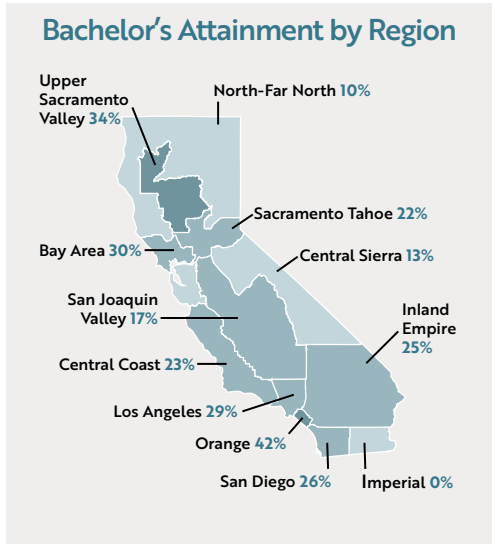 Bachelor's Attainment by Region
Upper
Sacramento
Valley 34%
North-Far North 10%
Sacramento Tahoe 22%
Bay Area 30%
Central Sierra 13%
San Joaquin
Valley 17%
Inland
Empire
25%
Central Coast 23%
Los Angeles 29%
Orange 42%
San Diego 26%
Imperial 0%